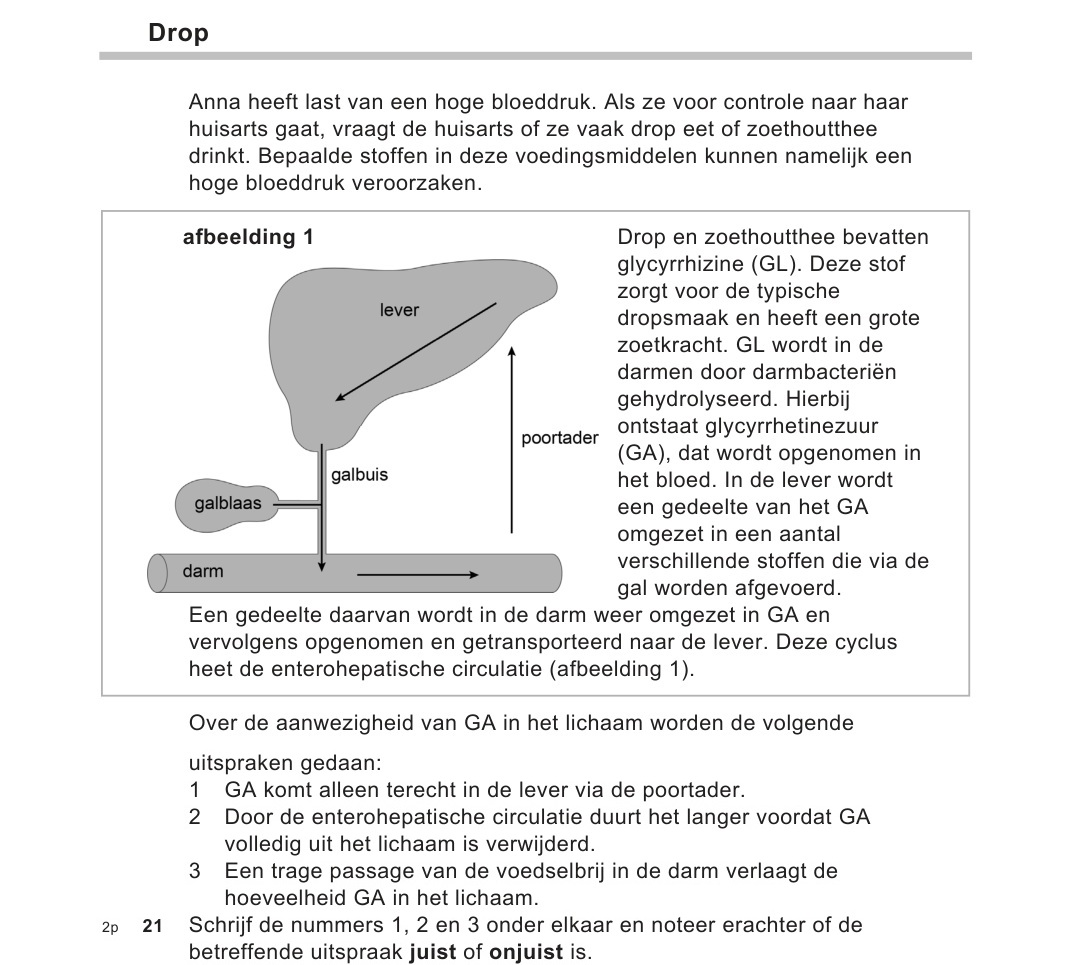 Drop
Anna heeft last van een hoge bloeddruk. Als ze voor controle naar haar
huisarts gaat, vraagt de huisarts of ze vaak drop eet of zoethoutthee
drinkt. Bepaalde stoffen in deze voedingsmiddelen kunnen namelijk een
hoge bloeddruk veroorzaken.
afbeelding 1
lever
poortader
galbuis
galblaas
darm
Drop en zoethoutthee bevatten
glycyrrhizine (GL). Deze stof
zorgt voor de typische
dropsmaak en heeft een grote
zoetkracht. GL wordt in de
darmen door darmbacteriën
gehydrolyseerd. Hierbij
ontstaat glycyrrhetinezuur
(GA), dat wordt opgenomen in
het bloed. In de lever wordt
een gedeelte van het GA
omgezet in een aantal
verschillende stoffen die via de
gal worden afgevoerd.
Een gedeelte daarvan wordt in de darm weer omgezet in GA en
vervolgens opgenomen en getransporteerd naar de lever. Deze cyclus
heet de enterohepatische circulatie (afbeelding 1).
Over de aanwezigheid van GA in het lichaam worden de volgende
uitspraken gedaan:
1 GA komt alleen terecht in de lever via de poortader.
2 Door de enterohepatische circulatie duurt het langer voordat GA
volledig uit het lichaam is verwijderd.
3 Een trage passage van de voedselbrij in de darm verlaagt de
hoeveelheid GA in het lichaam.
2p 21 Schrijf de nummers 1, 2 en 3 onder elkaar en noteer erachter of de
betreffende uitspraak juist of onjuist is.